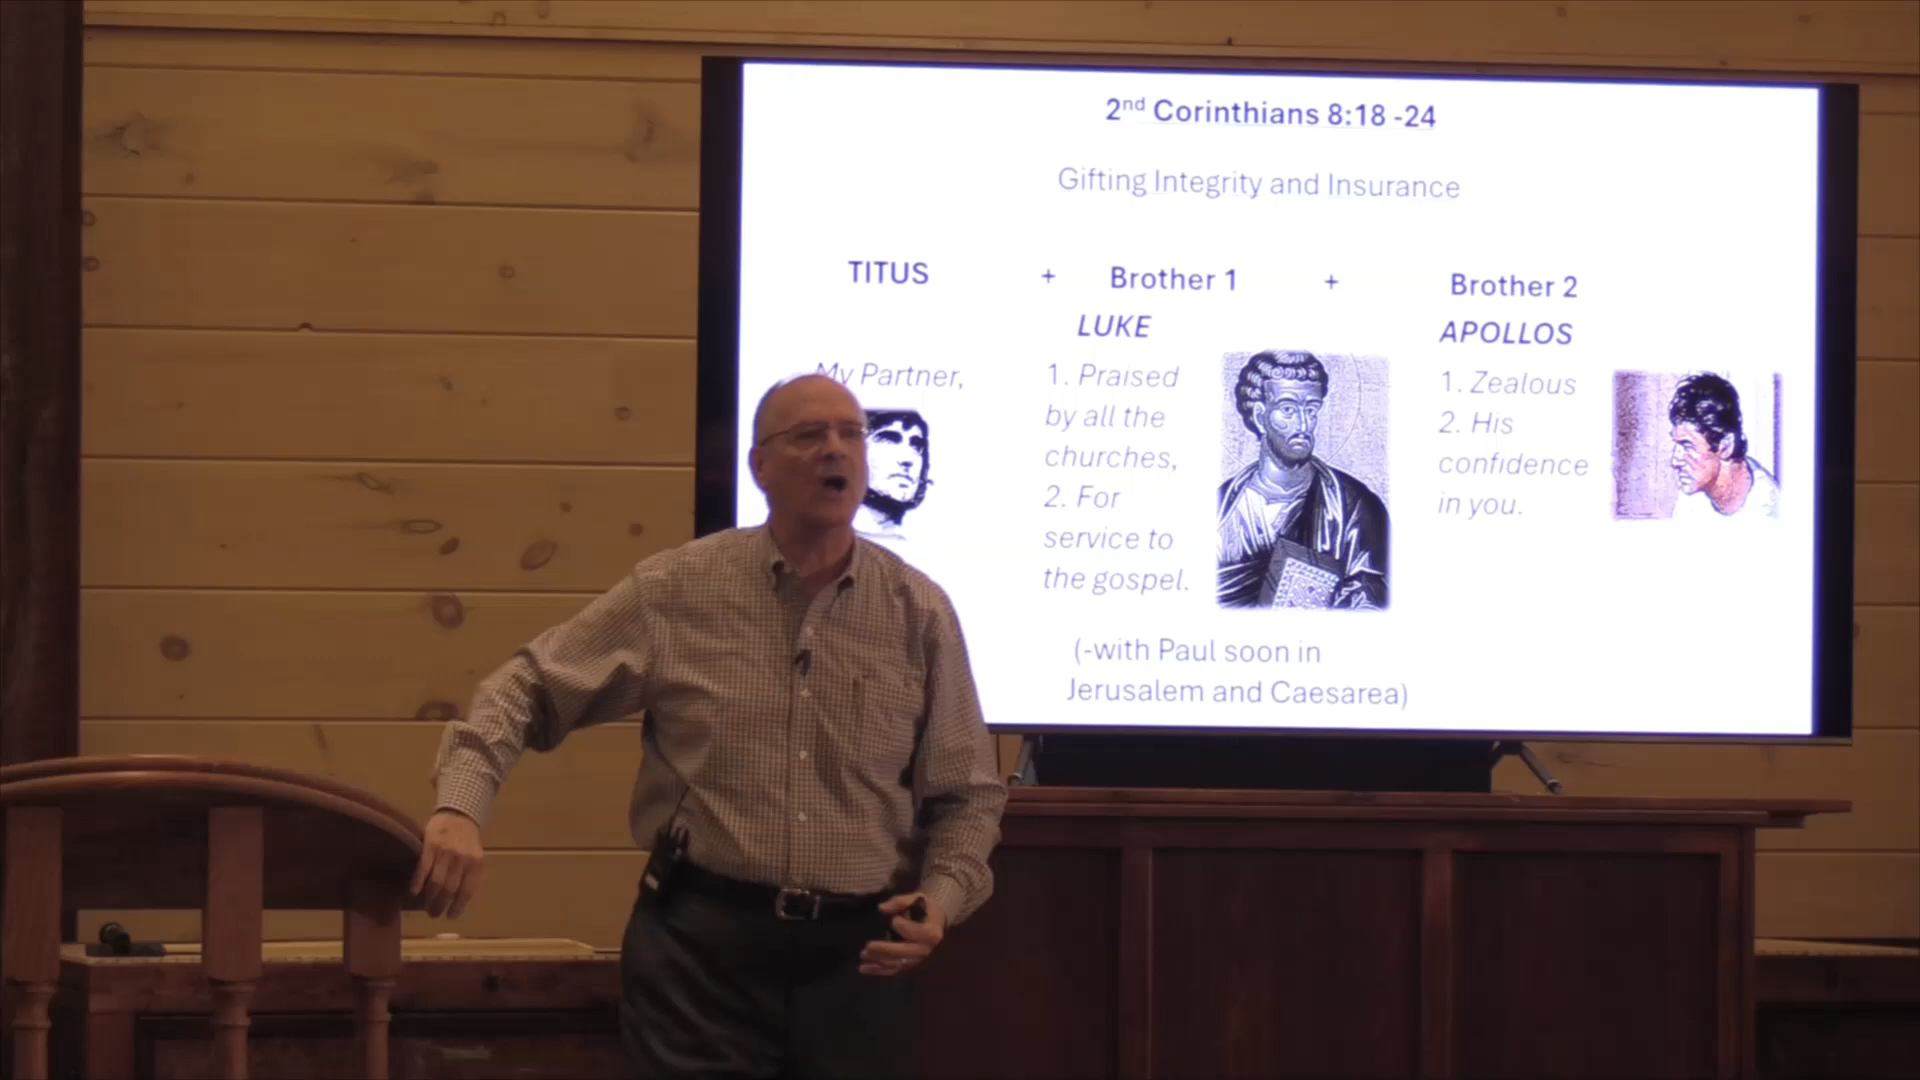 2nd Corinthians 8:18 -24
Gifting Integrity and Insurance
TITUS + Brother 1 + Brother 2
LUKE
APOLLOS
My Partner,
1. Praised
by all the
churches,
2. For
service to
the gospel.
1. Zealous
2. His
confidence
in you.
(-with Paul soon in
Jerusalem and Caesarea)